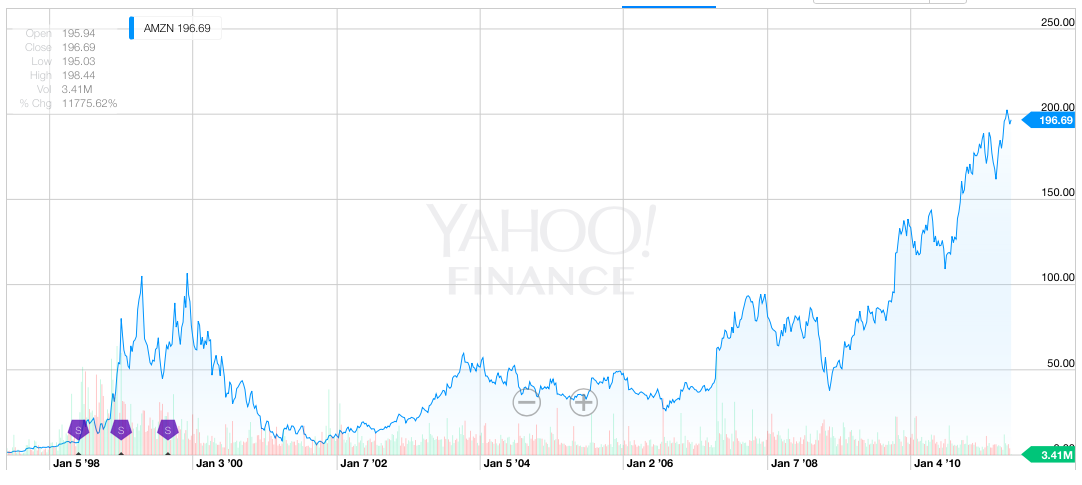 250.00
AMZN 196.69
Open 195.94
Close 196.69
Low 195.03
High 198.44
Vol 3.41M
% Chg 11775.62%
200.00
196.69
150.00
YAHOO!
FINANCE
100.00
50.00
S S S
0.00
3.41M
Jan 5 '98 Jan 3 '00 Jan 7 '02 Jan 5 '04 Jan 2 '06 Jan 7 '08 Jan 4 '10